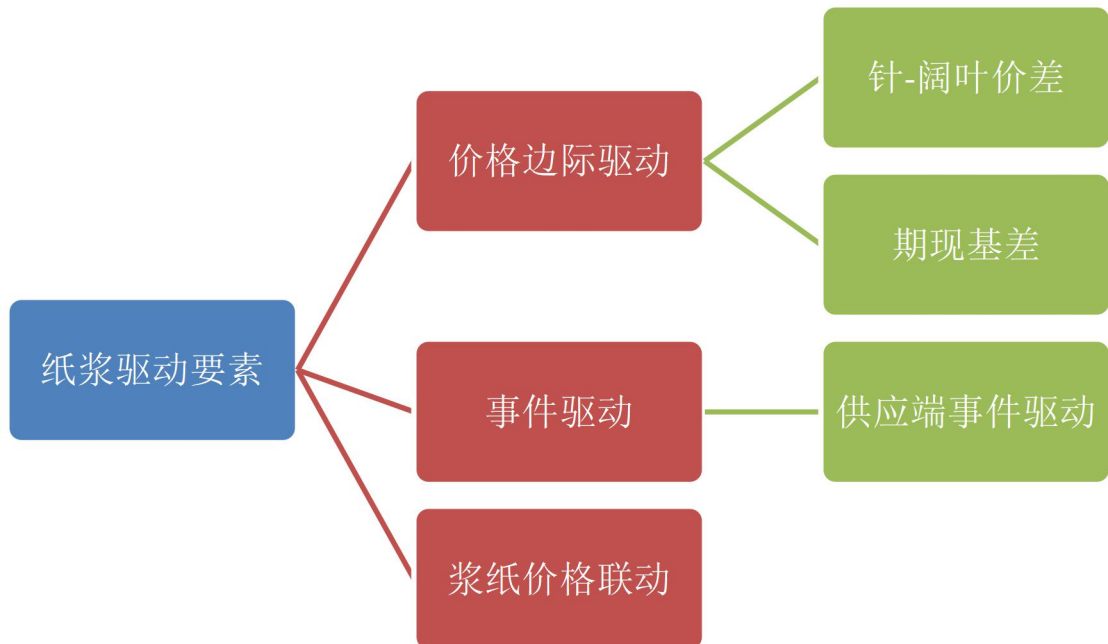 纸浆驱动要素
价格边际驱动
针-阔叶价差
期现基差
事件驱动
供应端事件驱动
浆纸价格联动